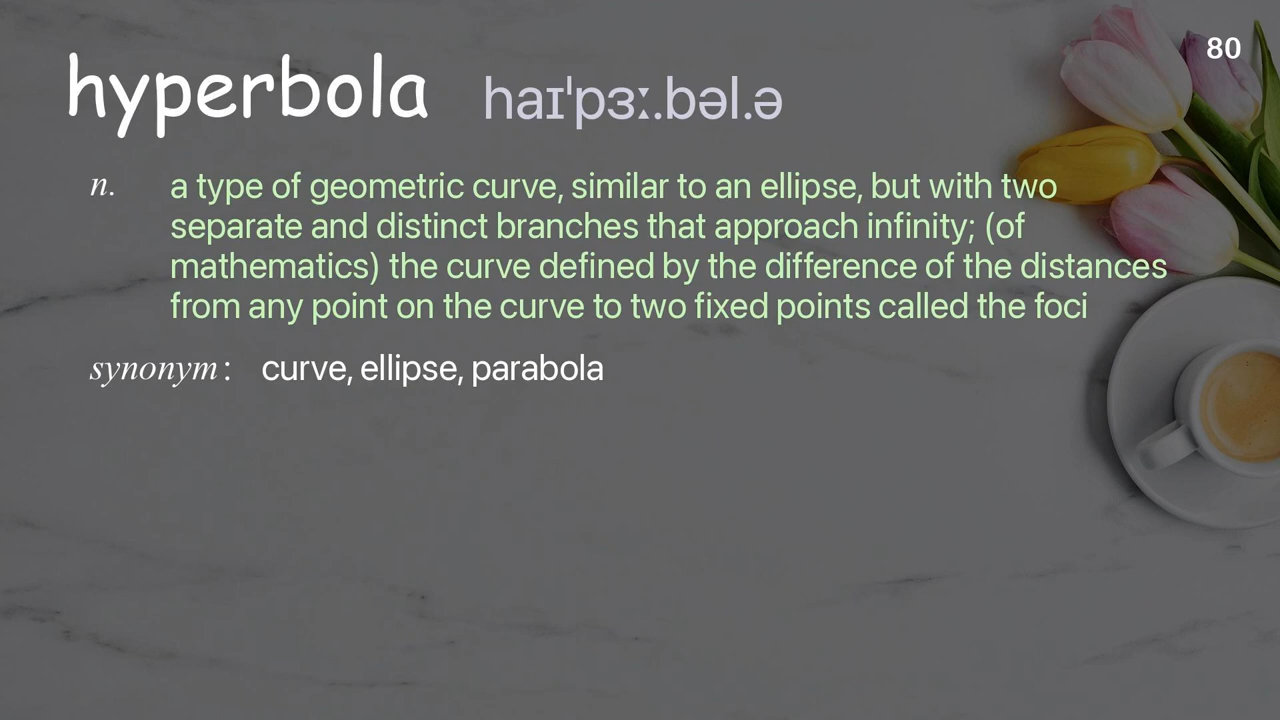 80
hyperbola haɪˈpɜː.bəl.ə
n. a type of geometric curve, similar to an ellipse, but with two
separate and distinct branches that approach infinity; (of
mathematics) the curve defined by the difference of the distances
from any point on the curve to two fixed points called the foci
synonym: curve, ellipse, parabola